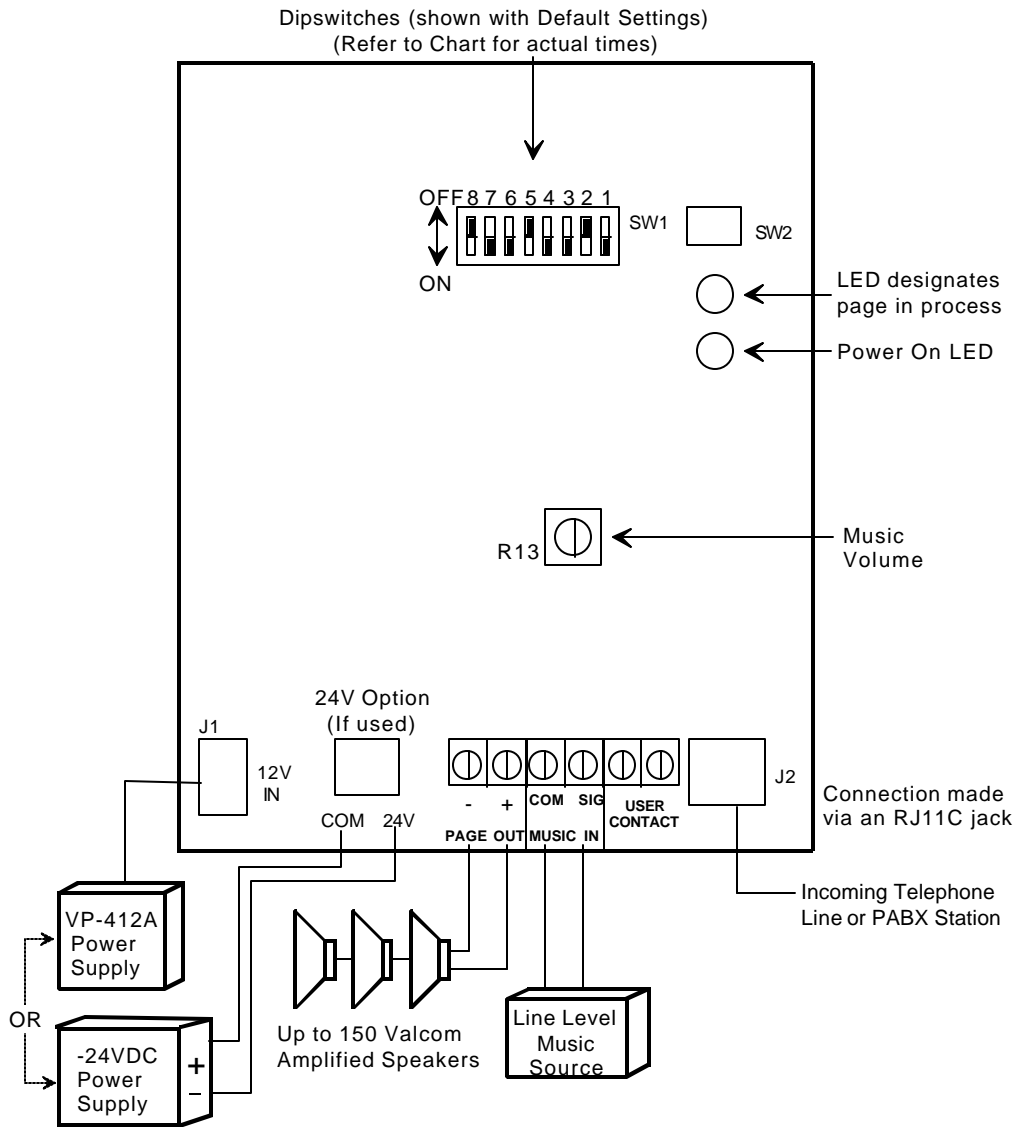 Dipswitches (shown with Default Settings)
(Refer to Chart for actual times)
OFF 8 7 6 5 4 3 2 1
SW1
SW2
ON
LED designates
page in process
Power On LED
R13
Music
Volume
24V Option
(If used)
J1
12V
IN
COM 24V
- + COM SIG USER
CONTACT
PAGE OUT MUSIC IN
J2
Connection made
via an RJ11C jack
Incoming Telephone
Line or PABX Station
VP-412A
Power
Supply
OR
-24VDC
Power
Supply
+
–
Up to 150 Valcom
Amplified Speakers
Line Level
Music
Source